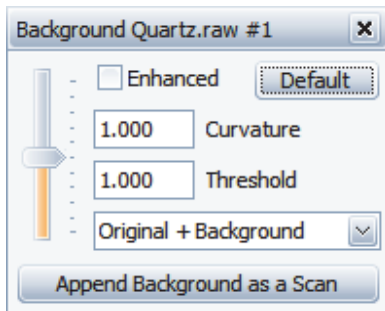 Background Quartz.raw #1
Enhanced
Default
1.000 Curvature
1.000 Threshold
Original + Background
Append Background as a Scan